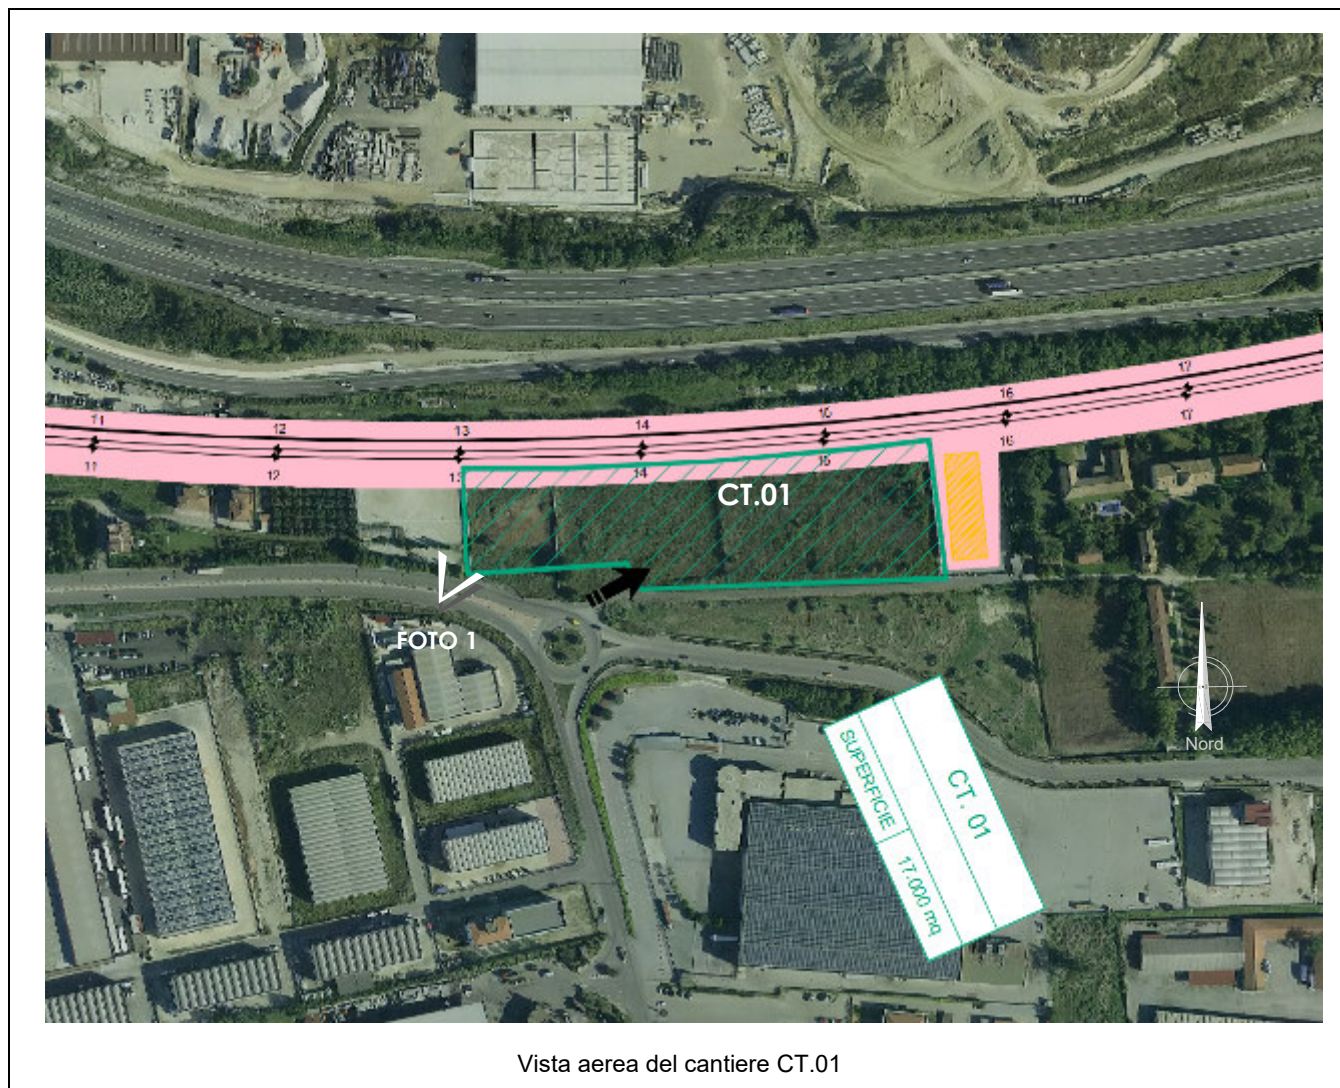 11 12 13 14 15 16 17
11 12 13 14 15 16 17
CT.01
FOTO 1
Nord
CT. 01
SUPERFICIE 17.000 mq
Vista aerea del cantiere CT.01